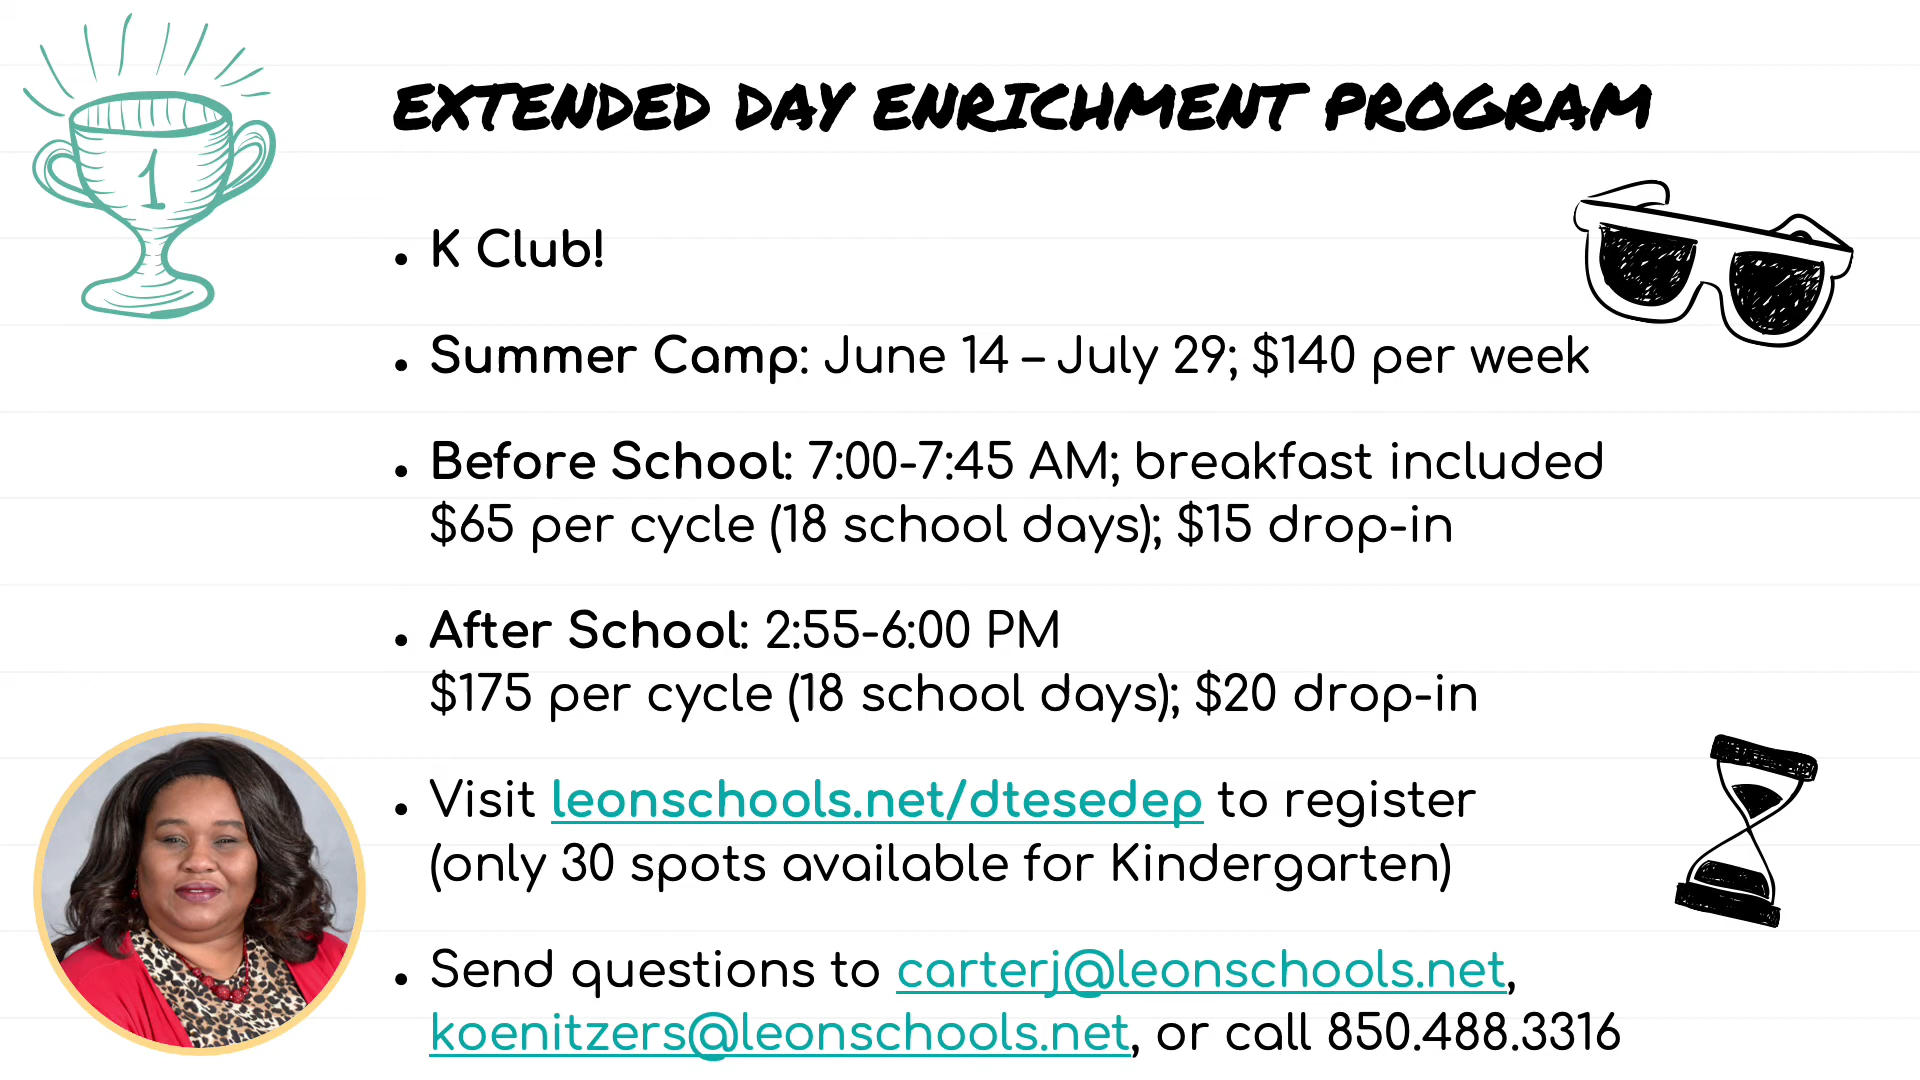 1
EXTENDED DAY ENRICHMENT PROGRAM
• K Club!
• Summer Camp: June 14 – July 29; $140 per week
• Before School: 7:00-7:45 AM; breakfast included
$65 per cycle (18 school days); $15 drop-in
• After School: 2:55-6:00 PM
$175 per cycle (18 school days); $20 drop-in
• Visit leonschools.net/dtesedep to register
(only 30 spots available for Kindergarten)
• Send questions to carterj@leonschools.net,
koenitzers@leonschools.net, or call 850.488.3316